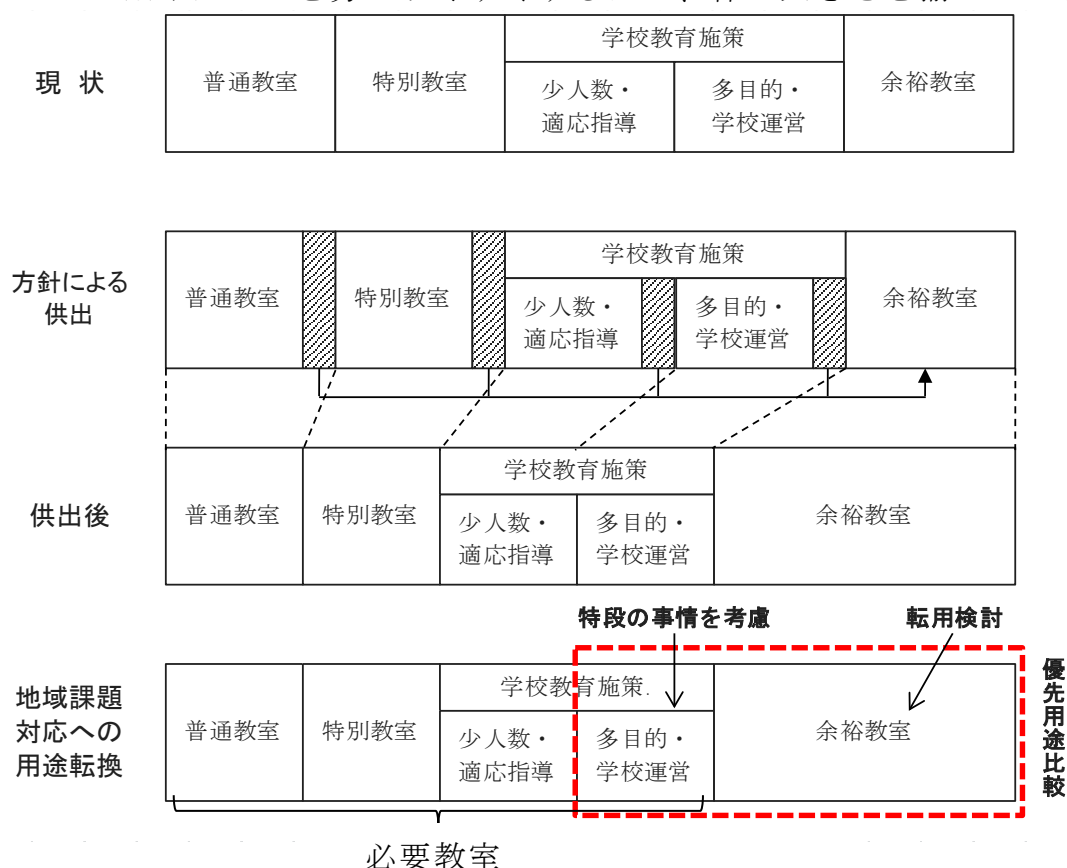 学校教育施策
現 状
普通教室
特別教室
少人数・
適応指導
多目的・
学校運営
余裕教室
方針による
供出
普通教室
特別教室
学校教育施策
少人数・
適応指導
多目的・
学校運営
余裕教室
供出後
普通教室
特別教室
学校教育施策
少人数・
適応指導
多目的・
学校運営
余裕教室
特段の事情を考慮
転用検討
地域課題
対応への
用途転換
普通教室
特別教室
学校教育施策.
少人数・
適応指導
多目的・
学校運営
余裕教室
優先用途比較
必要教室